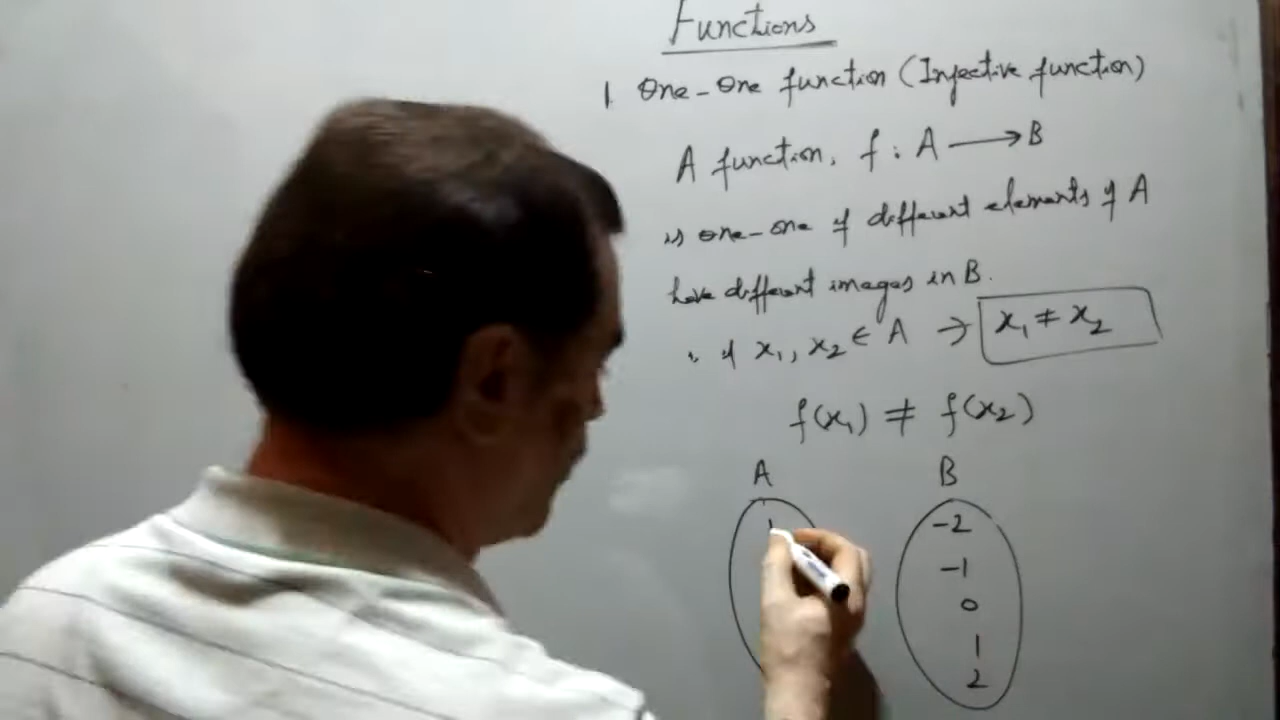 Functions
1. One-One function (Injective function)
A function, f : A → B
is one-one if different elements of A
have different images in B.
if x₁, x₂ ∈ A → x₁ ≠ x₂
f(x₁) ≠ f(x₂)
A B
1 -2
-1
0
1
2